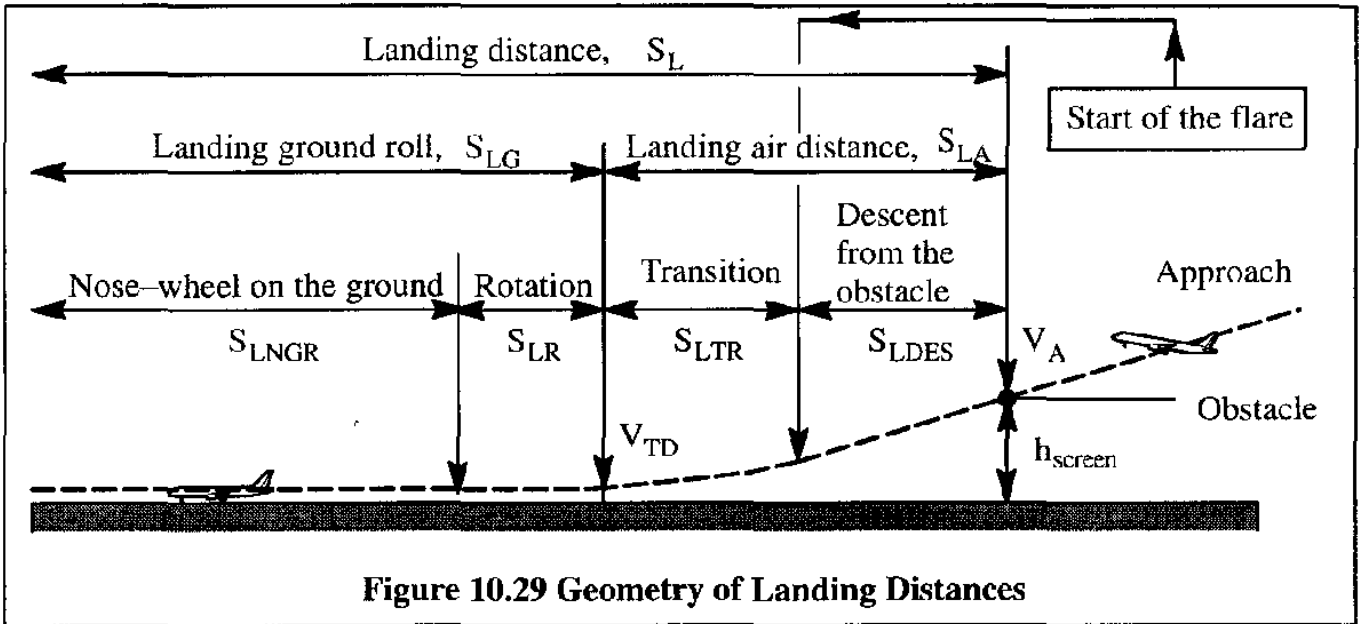 Landing distance, S_L
Start of the flare
Landing ground roll, S_LG
Landing air distance, S_LA
Descent
from the
obstacle
Nose–wheel on the ground
Rotation
Transition
Approach
S_LNGR
S_LR
S_LTR
S_LDES
V_A
Obstacle
V_TD
h_screen
Figure 10.29 Geometry of Landing Distances